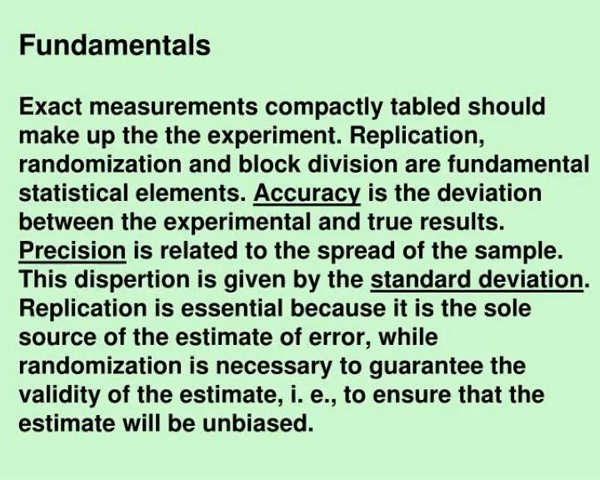 Fundamentals
Exact measurements compactly tabled should
make up the the experiment. Replication,
randomization and block division are fundamental
statistical elements. Accuracy is the deviation
between the experimental and true results.
Precision is related to the spread of the sample.
This dispertion is given by the standard deviation.
Replication is essential because it is the sole
source of the estimate of error, while
randomization is necessary to guarantee the
validity of the estimate, i. e., to ensure that the
estimate will be unbiased.